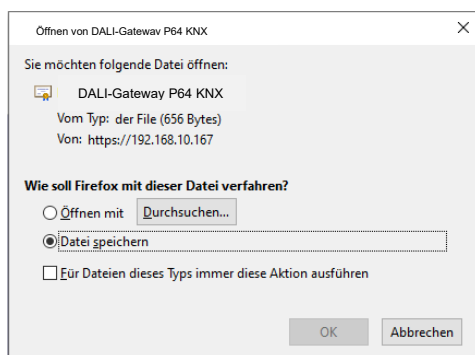 Öffnen von DALI-Gateway P64 KNX
Sie möchten folgende Datei öffnen:
DALI-Gateway P64 KNX
Vom Typ: der File (656 Bytes)
Von: https://192.168.10.167
Wie soll Firefox mit dieser Datei verfahren?
Öffnen mit Durchsuchen...
Datei speichern
Für Dateien dieses Typs immer diese Aktion ausführen
OK Abbrechen